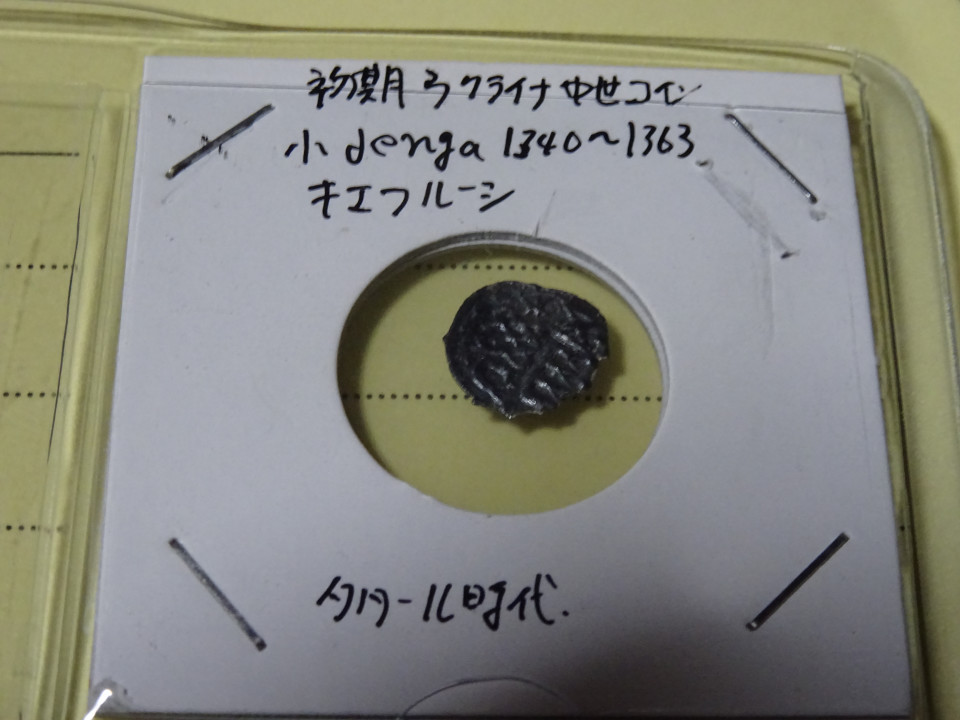 初期ウクライナ中世コイン
小denga 1340〜1363
キエフルーシ
タタール時代.